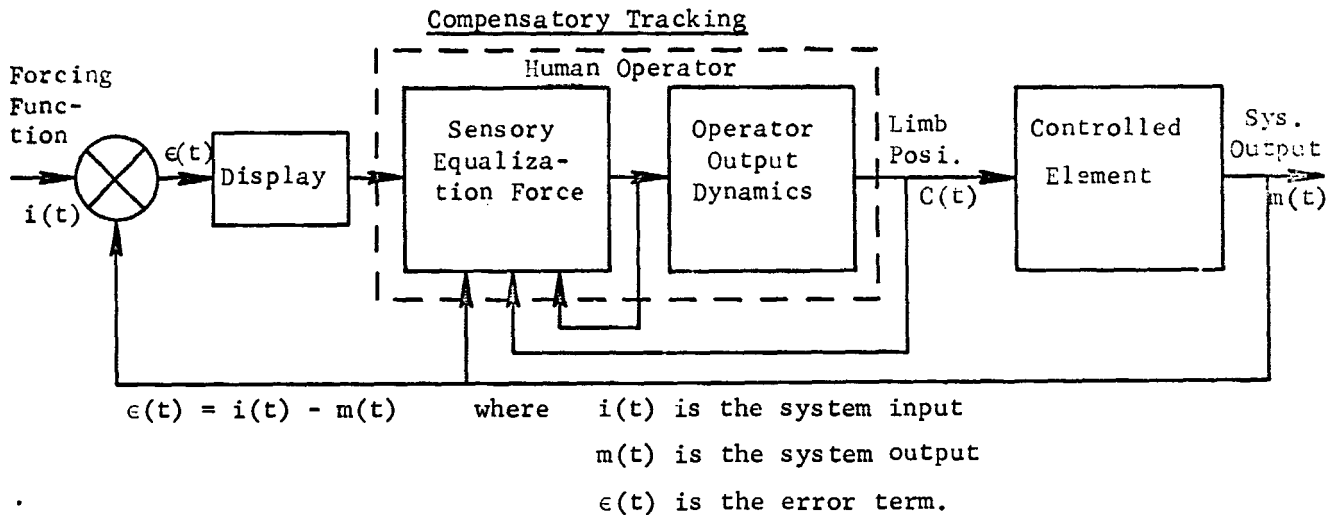 Compensatory Tracking
Human Operator
Forcing
Func-
tion
i(t)
ϵ(t)
Display
Sensory
Equaliza-
tion Force
Operator
Output
Dynamics
Limb
Posi.
C(t)
Controlled
Element
Sys.
Output
m(t)
ϵ(t) = i(t) - m(t) where i(t) is the system input
m(t) is the system output
ϵ(t) is the error term.